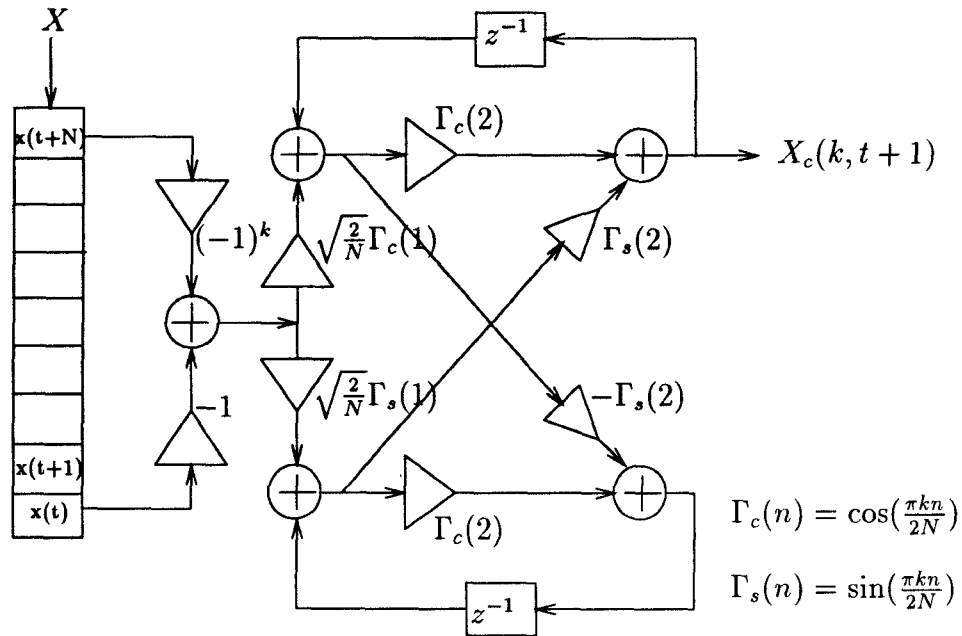 X
z⁻¹
x(t+N)
Γ_c(2)
X_c(k, t + 1)
(−1)^k
√(2/N) Γ_c(1)
Γ_s(2)
−1
√(2/N) Γ_s(1)
−Γ_s(2)
x(t+1)
x(t)
Γ_c(2)
Γ_c(n) = cos(πkn/2N)
z⁻¹
Γ_s(n) = sin(πkn/2N)